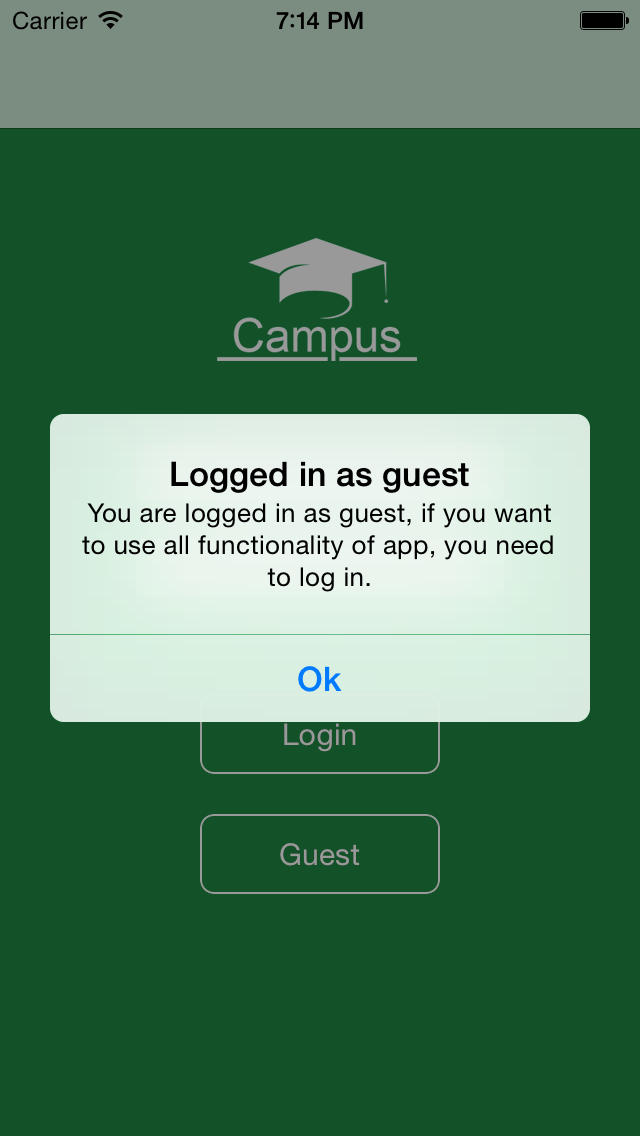 Carrier 7:14 PM
Campus
Logged in as guest
You are logged in as guest, if you want
to use all functionality of app, you need
to log in.
Ok
Login
Guest